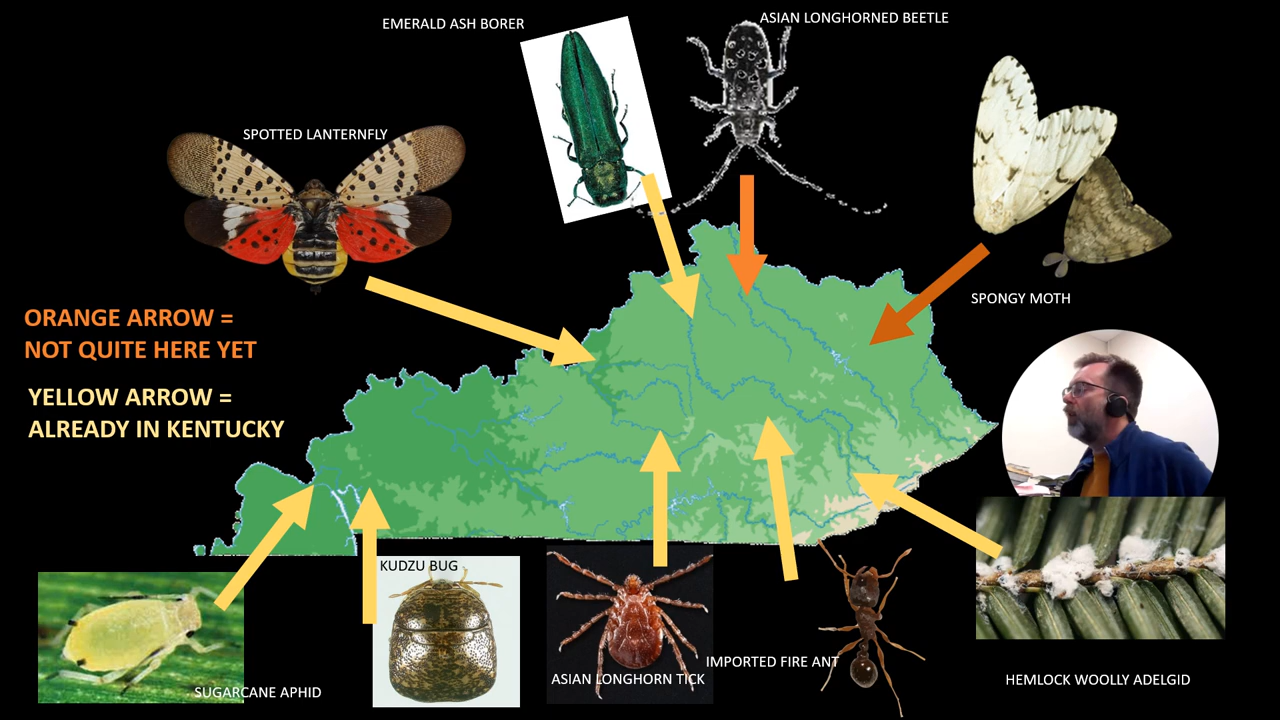 EMERALD ASH BORER
ASIAN LONGHORNED BEETLE
SPOTTED LANTERNFLY
SPONGY MOTH
ORANGE ARROW =
NOT QUITE HERE YET
YELLOW ARROW =
ALREADY IN KENTUCKY
KUDZU BUG
SUGARCANE APHID
ASIAN LONGHORN TICK
IMPORTED FIRE ANT
HEMLOCK WOOLLY ADELGID